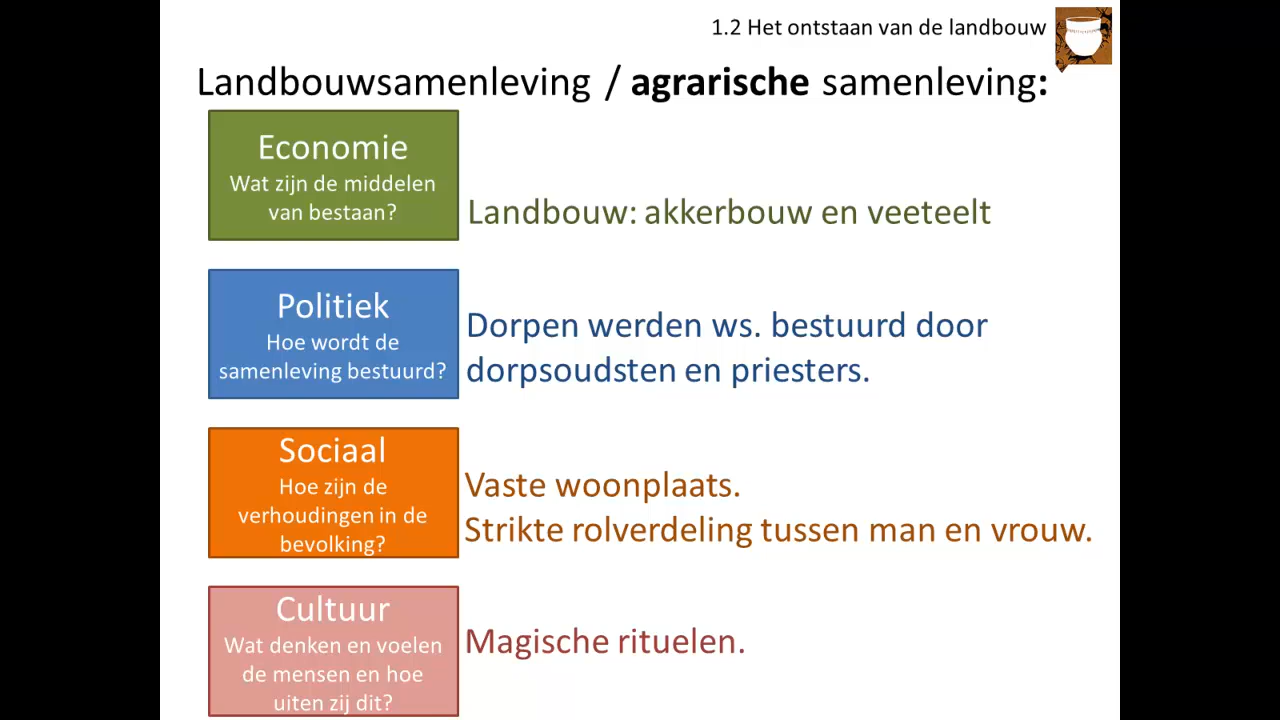 1.2 Het ontstaan van de landbouw
Landbouwsamenleving / agrarische samenleving:
Economie
Wat zijn de middelen
van bestaan?
Landbouw: akkerbouw en veeteelt
Politiek
Hoe wordt de
samenleving bestuurd?
Dorpen werden ws. bestuurd door
dorpsoudsten en priesters.
Sociaal
Hoe zijn de
verhoudingen in de
bevolking?
Vaste woonplaats.
Strikte rolverdeling tussen man en vrouw.
Cultuur
Wat denken en voelen
de mensen en hoe
uiten zij dit?
Magische rituelen.